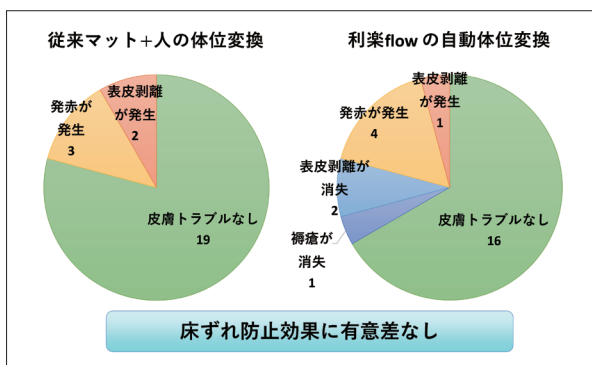 従来マット+人の体位変換
利楽flow の自動体位変換
表皮剥離
が発生
2
発赤が
発生
3
皮膚トラブルなし
19
表皮剥離
が発生
1
発赤が発生
4
表皮剥離が
消失
2
褥瘡が
消失
1
皮膚トラブルなし
16
床ずれ防止効果に有意差なし